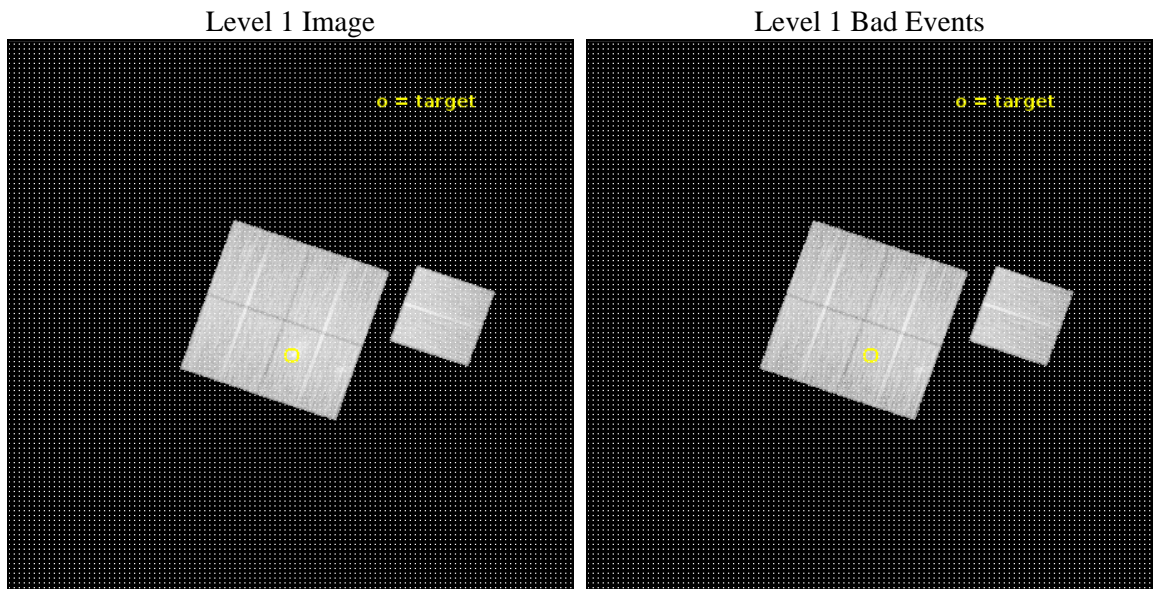 Level 1 Image
Level 1 Bad Events
o = target
o = target